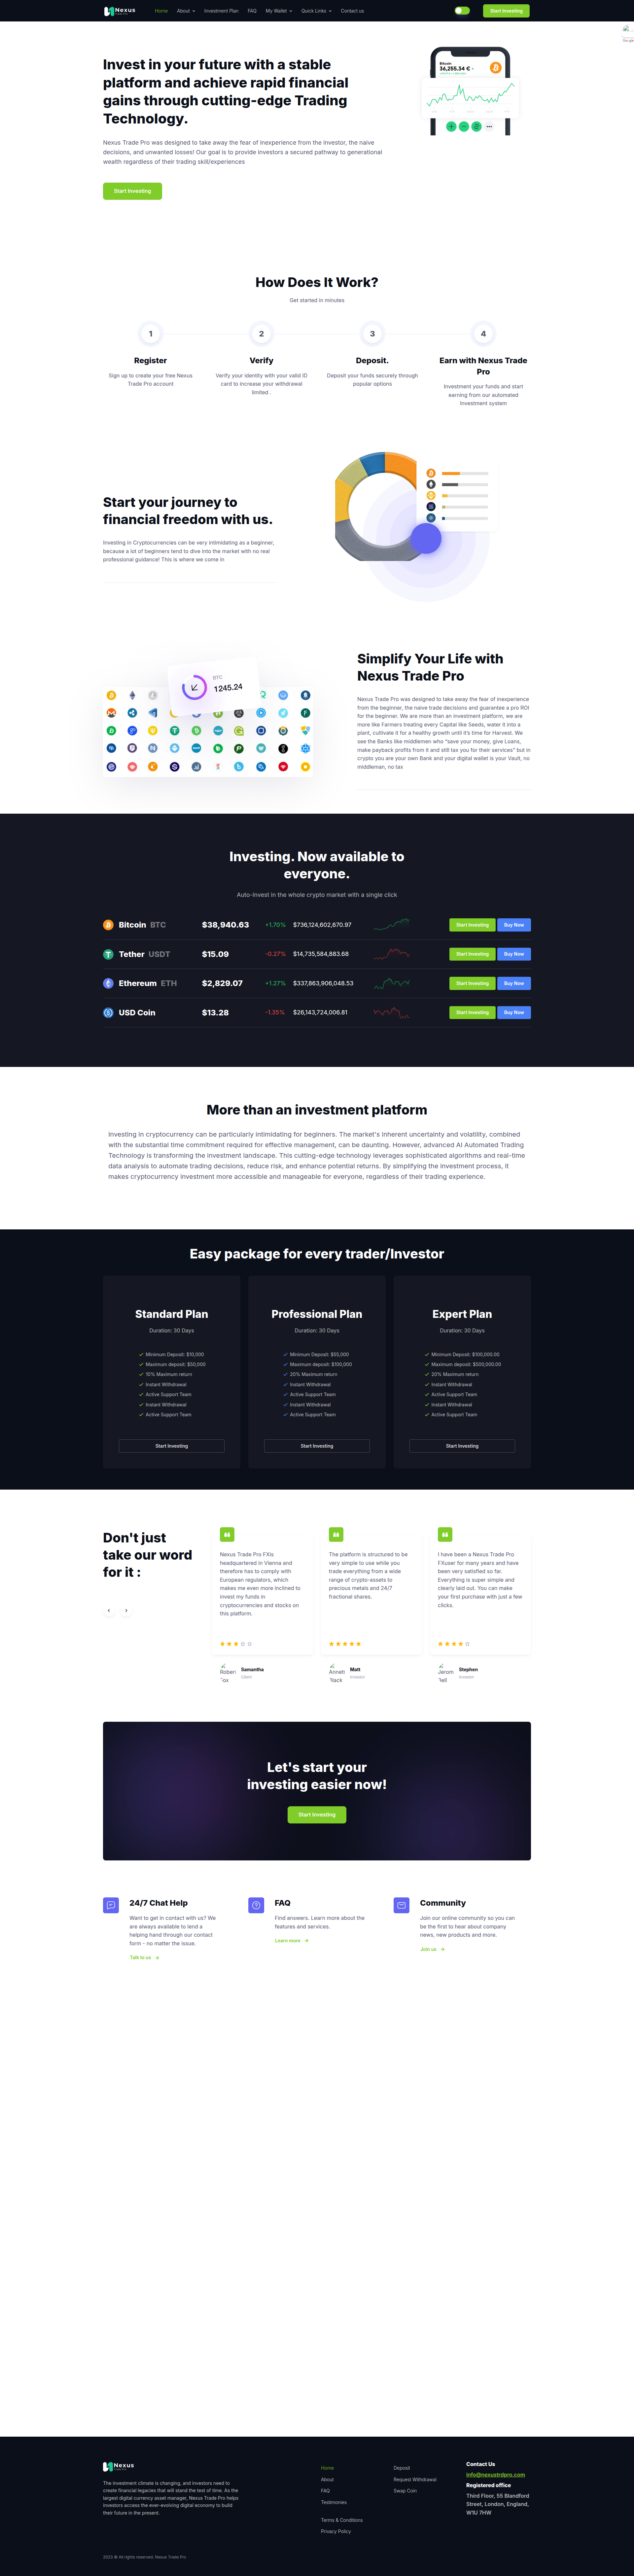 Nexus
Home
About
Investment Plan
FAQ
My Wallet
Quick Links
Contact us
Start Investing
Invest in your future with a stable
platform and achieve rapid financial
gains through cutting-edge Trading
Technology.
Nexus Trade Pro was designed to take away the fear of inexperience from the investor, the naive
decisions, and unwanted losses! Our goal is to provide investors a secured pathway to generational
wealth regardless of their trading skill/experiences
Start Investing
Bitcoin
36,255.34 €
How Does It Work?
Get started in minutes
1
2
3
4
Register
Sign up to create your free Nexus
Trade Pro account
Verify
Verify your identity with your valid ID
card to increase your withdrawal
limited .
Deposit.
Deposit your funds securely through
popular options
Earn with Nexus Trade
Pro
Investment your funds and start
earning from our automated
Investment system
Start your journey to
financial freedom with us.
Investing in Cryptocurrencies can be very intimidating as a beginner,
because a lot of beginners tend to dive into the market with no real
professional guidance! This is where we come in
BTC
1245.24
Simplify Your Life with
Nexus Trade Pro
Nexus Trade Pro was designed to take away the fear of inexperience
from the beginner, the naive trade decisions and guarantee a pro ROI
for the beginner. We are more than an Investment platform, we are
more like Farmers treating every Capital like Seeds, water it into a
plant, cultivate it for a healthy growth until it's time for Harvest. We
see the Banks like middlemen who "save your money, give Loans,
make payback profits from it and still tax you for their services" but in
crypto you are your own Bank and your digital wallet is your Vault, no
middleman, no tax
Investing. Now available to
everyone.
Auto-invest in the whole crypto market with a single click
Bitcoin BTC $38,940.63 +1.70% $736,124,602,670.97 Start Investing Buy Now
Tether USDT $15.09 -0.27% $14,735,584,883.68 Start Investing Buy Now
Ethereum ETH $2,829.07 +1.27% $337,863,906,048.53 Start Investing Buy Now
USD Coin $13.28 -1.35% $26,143,724,006.81 Start Investing Buy Now
More than an investment platform
Investing in cryptocurrency can be particularly intimidating for beginners. The market's inherent uncertainty and volatility, combined
with the substantial time commitment required for effective management, can be daunting. However, advanced AI Automated Trading
Technology is transforming the investment landscape. This cutting-edge technology leverages sophisticated algorithms and real-time
data analysis to automate trading decisions, reduce risk, and enhance potential returns. By simplifying the investment process, it
makes cryptocurrency investment more accessible and manageable for everyone, regardless of their trading experience.
Easy package for every trader/Investor
Standard Plan
Duration: 30 Days
Minimum Deposit: $10,000
Maximum deposit: $50,000
10% Maximum return
Instant Withdrawal
Active Support Team
Instant Withdrawal
Active Support Team
Start Investing
Professional Plan
Duration: 30 Days
Minimum Deposit: $55,000
Maximum deposit: $100,000
20% Maximum return
Instant Withdrawal
Active Support Team
Instant Withdrawal
Active Support Team
Start Investing
Expert Plan
Duration: 30 Days
Minimum Deposit: $100,000.00
Maximum deposit: $500,000.00
20% Maximum return
Instant Withdrawal
Active Support Team
Instant Withdrawal
Active Support Team
Start Investing
Don't just
take our word
for it :
Nexus Trade Pro FXis
headquartered in Vienna and
therefore has to comply with
European regulators, which
makes me even more inclined to
invest my funds in
cryptocurrencies and stocks on
this platform.
Samantha
Client
The platform is structured to be
very simple to use while you
trade everything from a wide
range of crypto-assets to
precious metals and 24/7
fractional shares.
Matt
Investor
I have been a Nexus Trade Pro
FXuser for many years and have
been very satisfied so far.
Everything is super simple and
clearly laid out. You can make
your first purchase with just a few
clicks.
Stephen
Investor
Let's start your
investing easier now!
Start Investing
24/7 Chat Help
Want to get in contact with us? We
are always available to lend a
helping hand through our contact
form - no matter the issue.
Talk to us
FAQ
Find answers. Learn more about the
features and services.
Learn more
Community
Join our online community so you can
be the first to hear about company
news, new products and more.
Join us
Nexus
The investment climate is changing, and investors need to
create financial legacies that will stand the test of time. As the
largest digital currency asset manager, Nexus Trade Pro helps
investors access the ever-evolving digital economy to build
their future in the present.
Home
About
FAQ
Testimonies
Terms & Conditions
Privacy Policy
Deposit
Request Withdrawal
Swap Coin
Contact Us
info@nexustrdpro.com
Registered office
Third Floor, 55 Blandford
Street, London, England,
W1U 7HW
2023 © All rights reserved. Nexus Trade Pro